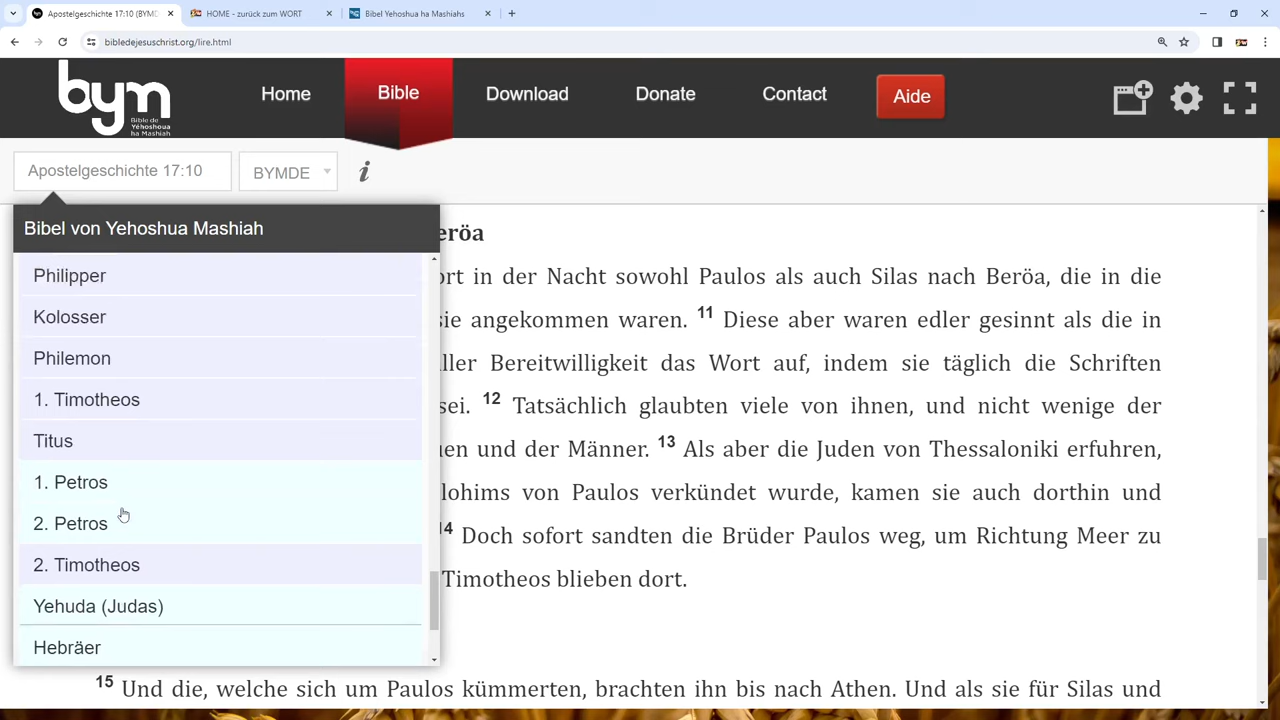 Apostelgeschichte 17:10 (BYMD
HOME - zurück zum WORT
Bibel Yehoshua ha Mashiahs
bibledejesuschrist.org/lire.html
bym
Bible de
Yéhoshoua
ha Mashiah
Home
Bible
Download
Donate
Contact
Aide
Apostelgeschichte 17:10
BYMDE
i
Bibel von Yehoshua Mashiah
Philipper
Kolosser
Philemon
1. Timotheos
Titus
1. Petros
2. Petros
2. Timotheos
Yehuda (Judas)
Hebräer
eröa
ort in der Nacht sowohl Paulos als auch Silas nach Beröa, die in die
sie angekommen waren. 11 Diese aber waren edler gesinnt als die in
ller Bereitwilligkeit das Wort auf, indem sie täglich die Schriften
sei. 12 Tatsächlich glaubten viele von ihnen, und nicht wenige der
uen und der Männer. 13 Als aber die Juden von Thessaloniki erfuhren,
lohims von Paulos verkündet wurde, kamen sie auch dorthin und
14 Doch sofort sandten die Brüder Paulos weg, um Richtung Meer zu
Timotheos blieben dort.
15 Und die, welche sich um Paulos kümmerten, brachten ihn bis nach Athen. Und als sie für Silas und